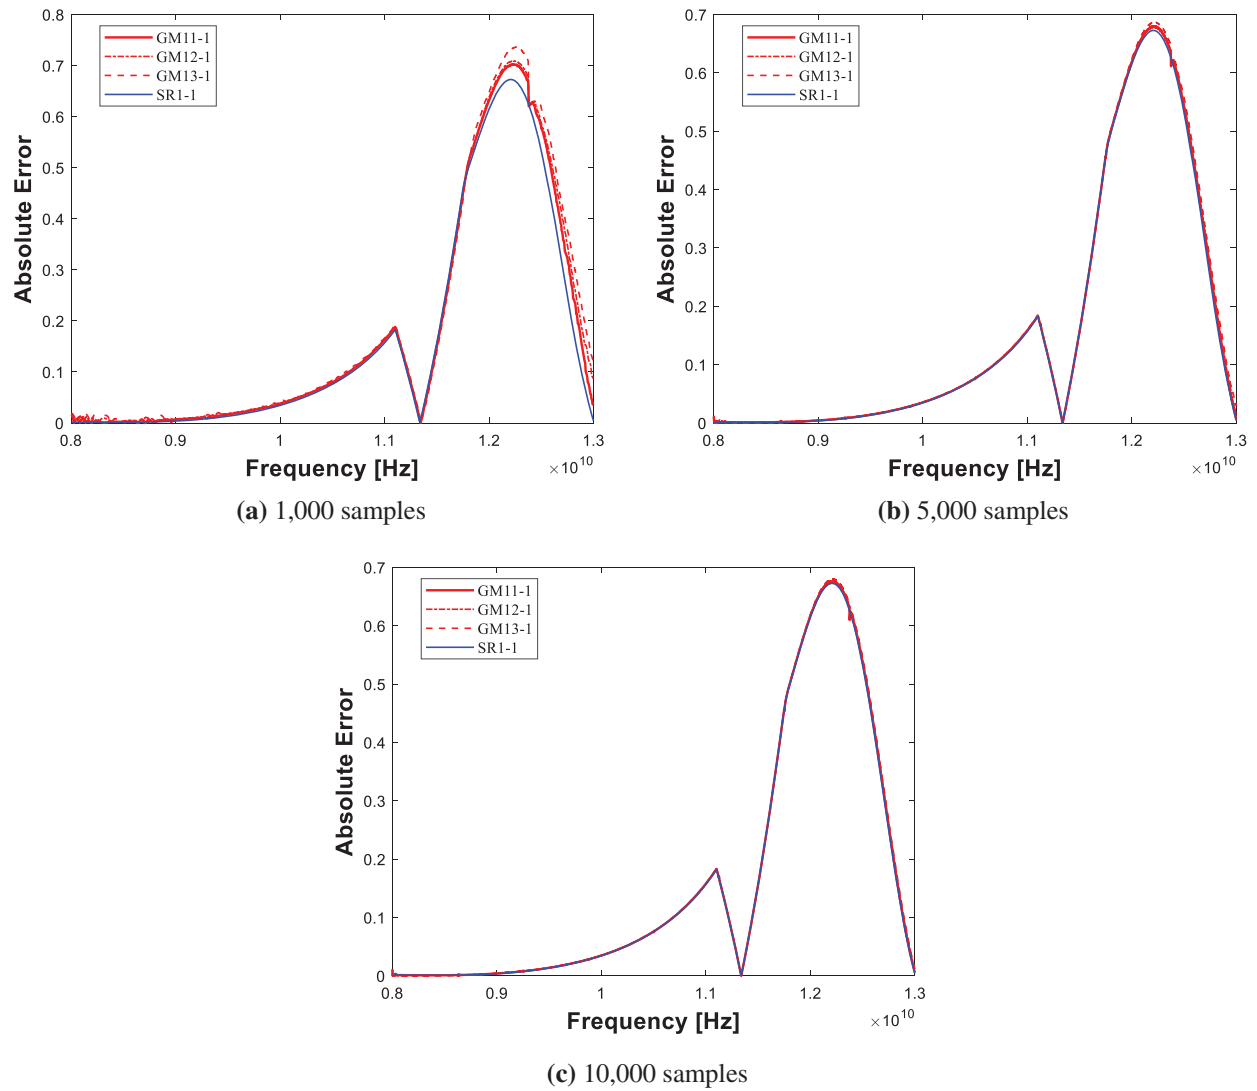 0.8
0.7
0.6
0.5
0.4
0.3
0.2
0.1
0
Absolute Error
GM11-1
GM12-1
GM13-1
SR1-1
0.8 0.9 1 1.1 1.2 1.3
Frequency [Hz]
×10^10
(a) 1,000 samples
0.7
0.6
0.5
0.4
0.3
0.2
0.1
0
Absolute Error
GM11-1
GM12-1
GM13-1
SR1-1
0.8 0.9 1 1.1 1.2 1.3
Frequency [Hz]
×10^10
(b) 5,000 samples
0.7
0.6
0.5
0.4
0.3
0.2
0.1
0
Absolute Error
GM11-1
GM12-1
GM13-1
SR1-1
0.8 0.9 1 1.1 1.2 1.3
Frequency [Hz]
×10^10
(c) 10,000 samples